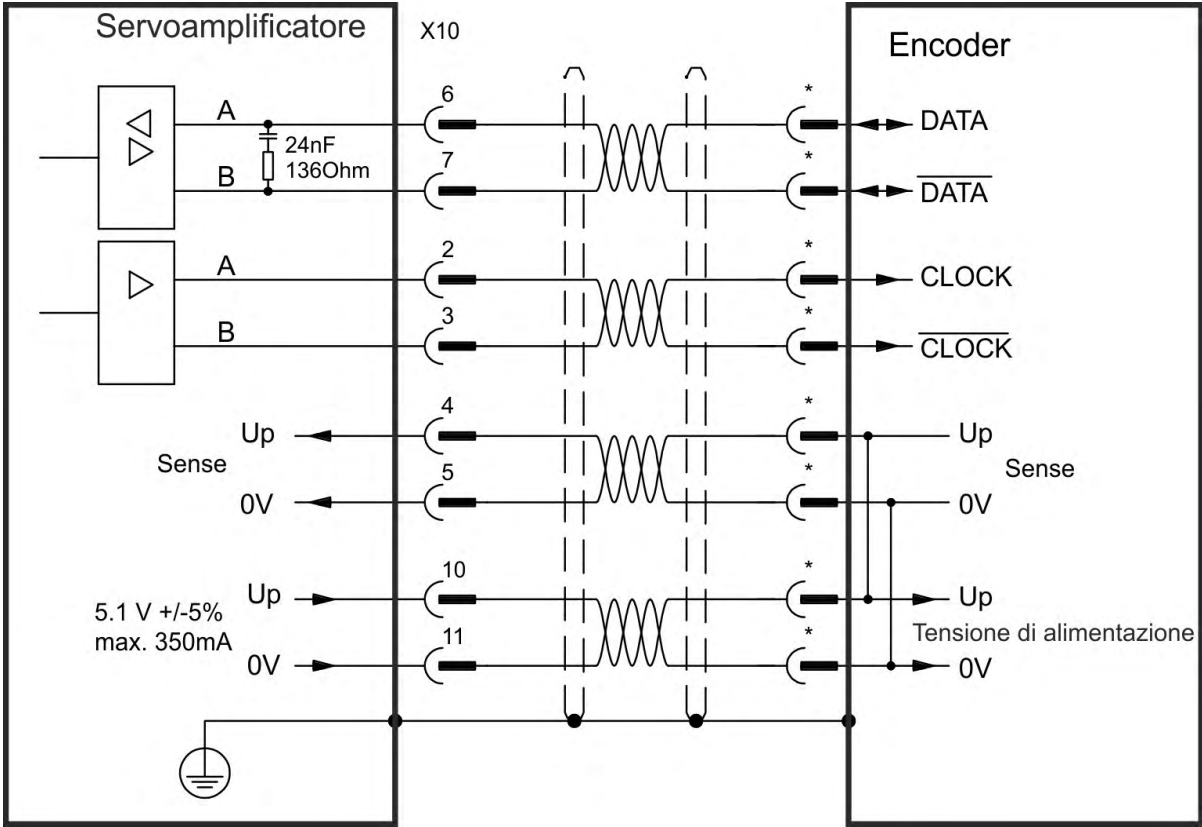 Servoamplificatore
X10
Encoder
A
6
*
DATA
24nF
136Ohm
B
7
*
DATA
A
2
*
CLOCK
B
3
*
CLOCK
Up
4
*
Up
Sense
Sense
0V
5
*
0V
5.1 V +/-5%
max. 350mA
Up
10
*
Up
Tensione di alimentazione
0V
11
*
0V